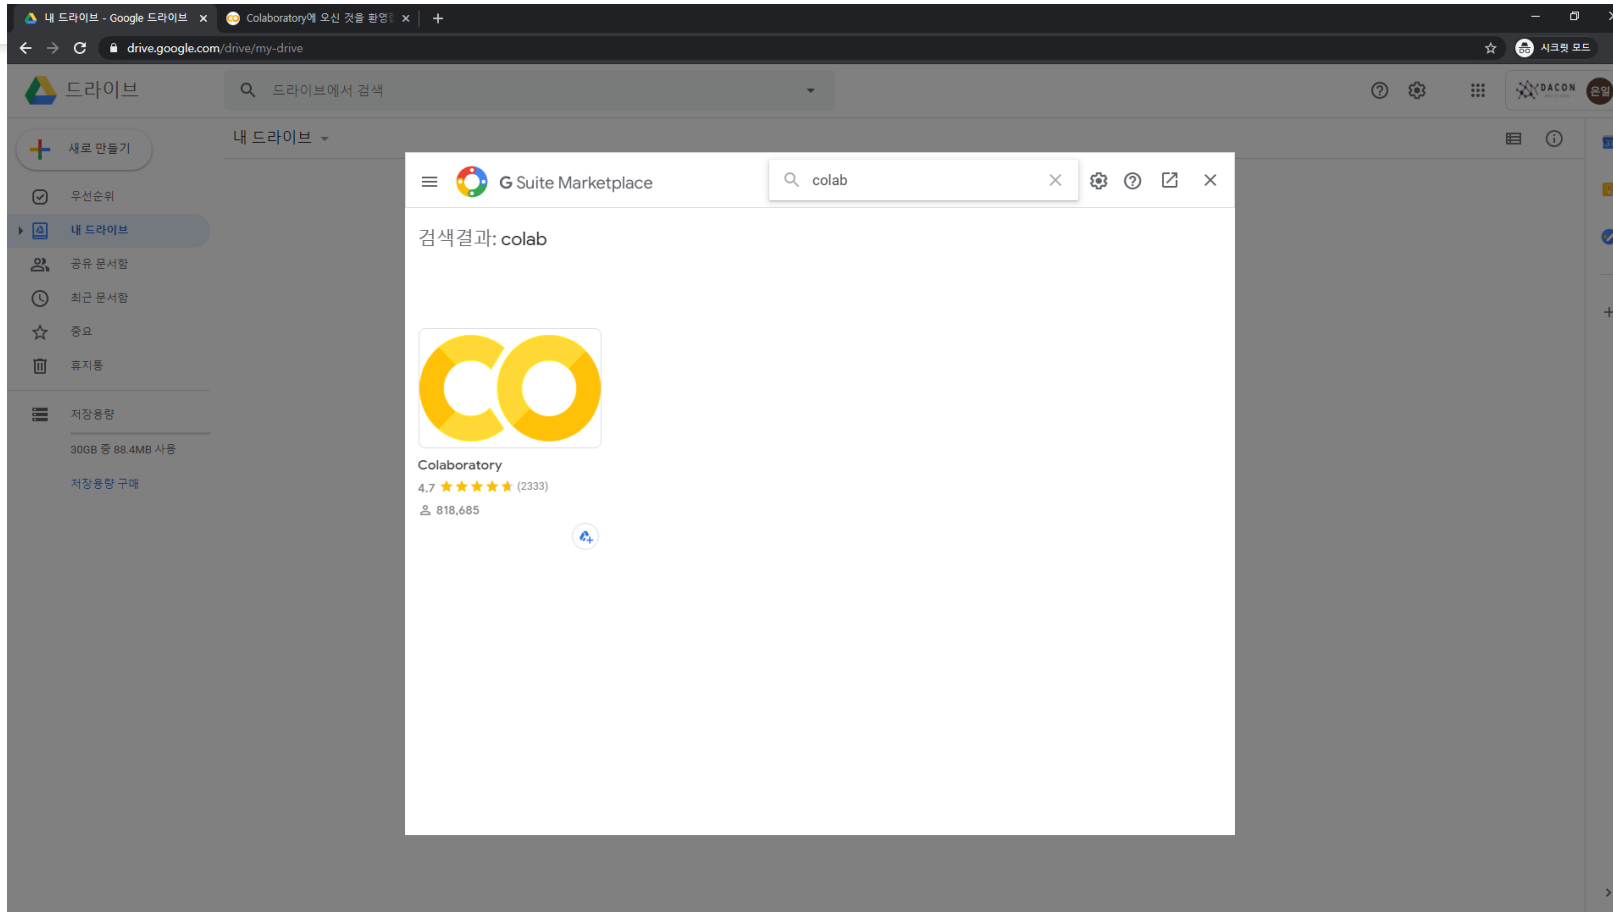 내 드라이브 - Google 드라이브
Colaboratory에 오신 것을 환영
drive.google.com/drive/my-drive
시크릿 모드
드라이브
드라이브에서 검색
DACON
은일
새로 만들기
내 드라이브
우선순위
내 드라이브
공유 문서함
최근 문서함
중요
휴지통
저장용량
30GB 중 88.4MB 사용
저장용량 구매
G Suite Marketplace
colab
검색결과: colab
Colaboratory
4.7 (2333)
818,685